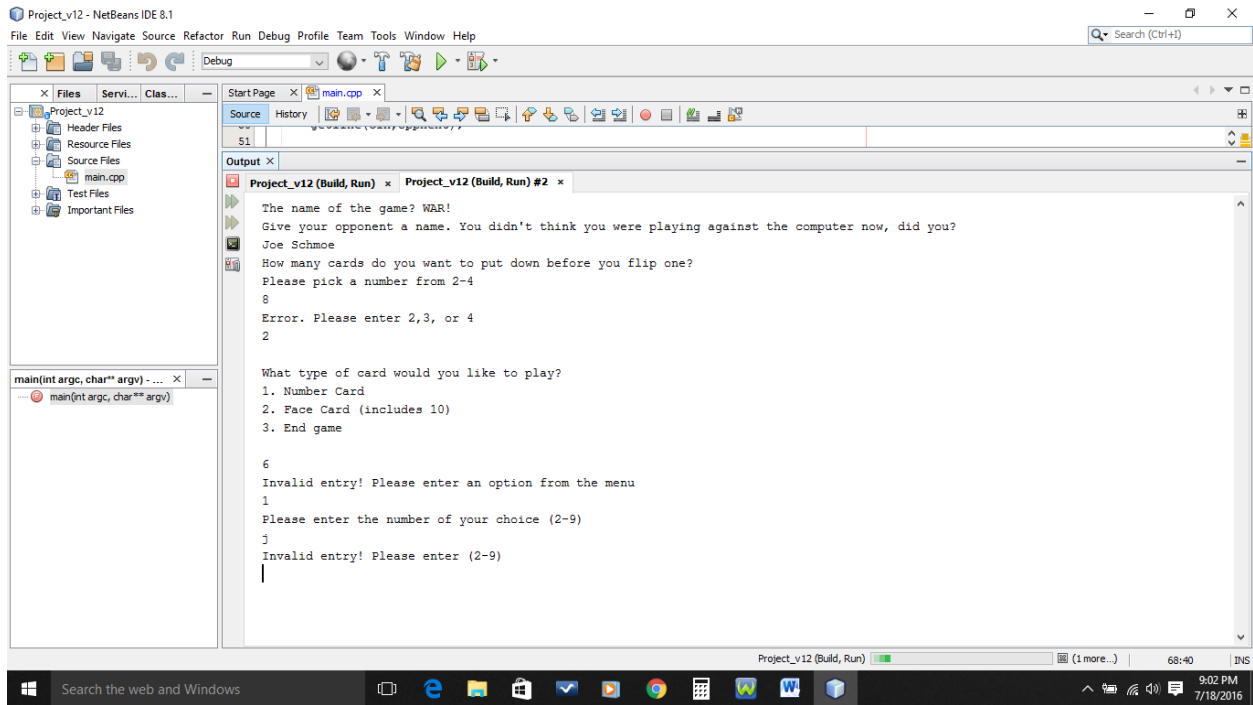 Project_v12 - NetBeans IDE 8.1
File Edit View Navigate Source Refactor Run Debug Profile Team Tools Window Help
Search (Ctrl+I)
Debug
Files Servi... Clas...
Start Page main.cpp
Project_v12
Header Files
Resource Files
Source Files
main.cpp
Test Files
Important Files
Source History
51
Output
Project_v12 (Build, Run) Project_v12 (Build, Run) #2
The name of the game? WAR!
Give your opponent a name. You didn't think you were playing against the computer now, did you?
Joe Schmoe
How many cards do you want to put down before you flip one?
Please pick a number from 2-4
8
Error. Please enter 2,3, or 4
2
What type of card would you like to play?
1. Number Card
2. Face Card (includes 10)
3. End game
6
Invalid entry! Please enter an option from the menu
1
Please enter the number of your choice (2-9)
j
Invalid entry! Please enter (2-9)
main(int argc, char** argv) - ...
main(int argc, char** argv)
Project_v12 (Build, Run)
(1 more...)
68:40
INS
Search the web and Windows
9:02 PM
7/18/2016